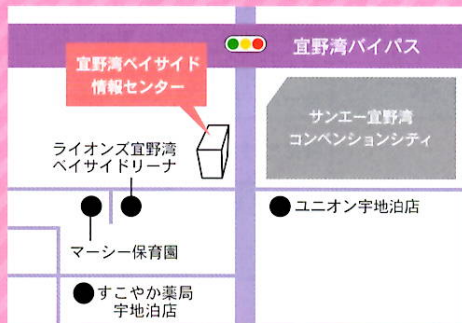 宜野湾バイパス
宜野湾ベイサイド
情報センター
サンエー宜野湾
コンベンションシティ
ライオンズ宜野湾
ベイサイドリーナ
ユニオン宇地泊店
マーシー保育園
すこやか薬局
宇地泊店